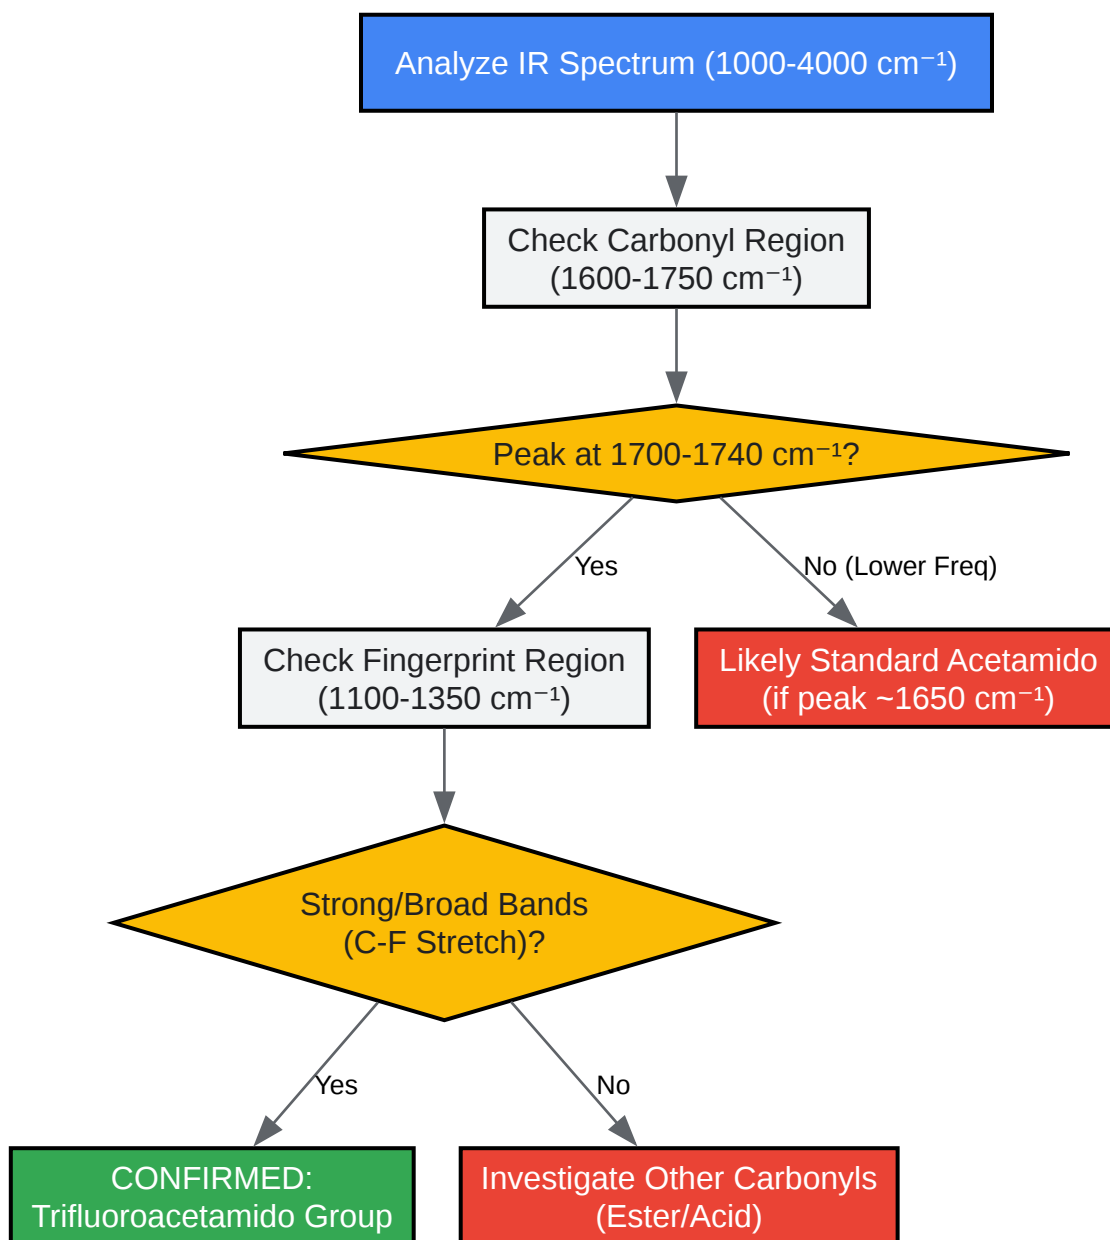 Analyze IR Spectrum (1000-4000 cm⁻¹)
Check Carbonyl Region
(1600-1750 cm⁻¹)
Peak at 1700-1740 cm⁻¹?
Yes
No (Lower Freq)
Check Fingerprint Region
(1100-1350 cm⁻¹)
Likely Standard Acetamido
(if peak ~1650 cm⁻¹)
Strong/Broad Bands
(C-F Stretch)?
Yes
No
CONFIRMED:
Trifluoroacetamido Group
Investigate Other Carbonyls
(Ester/Acid)